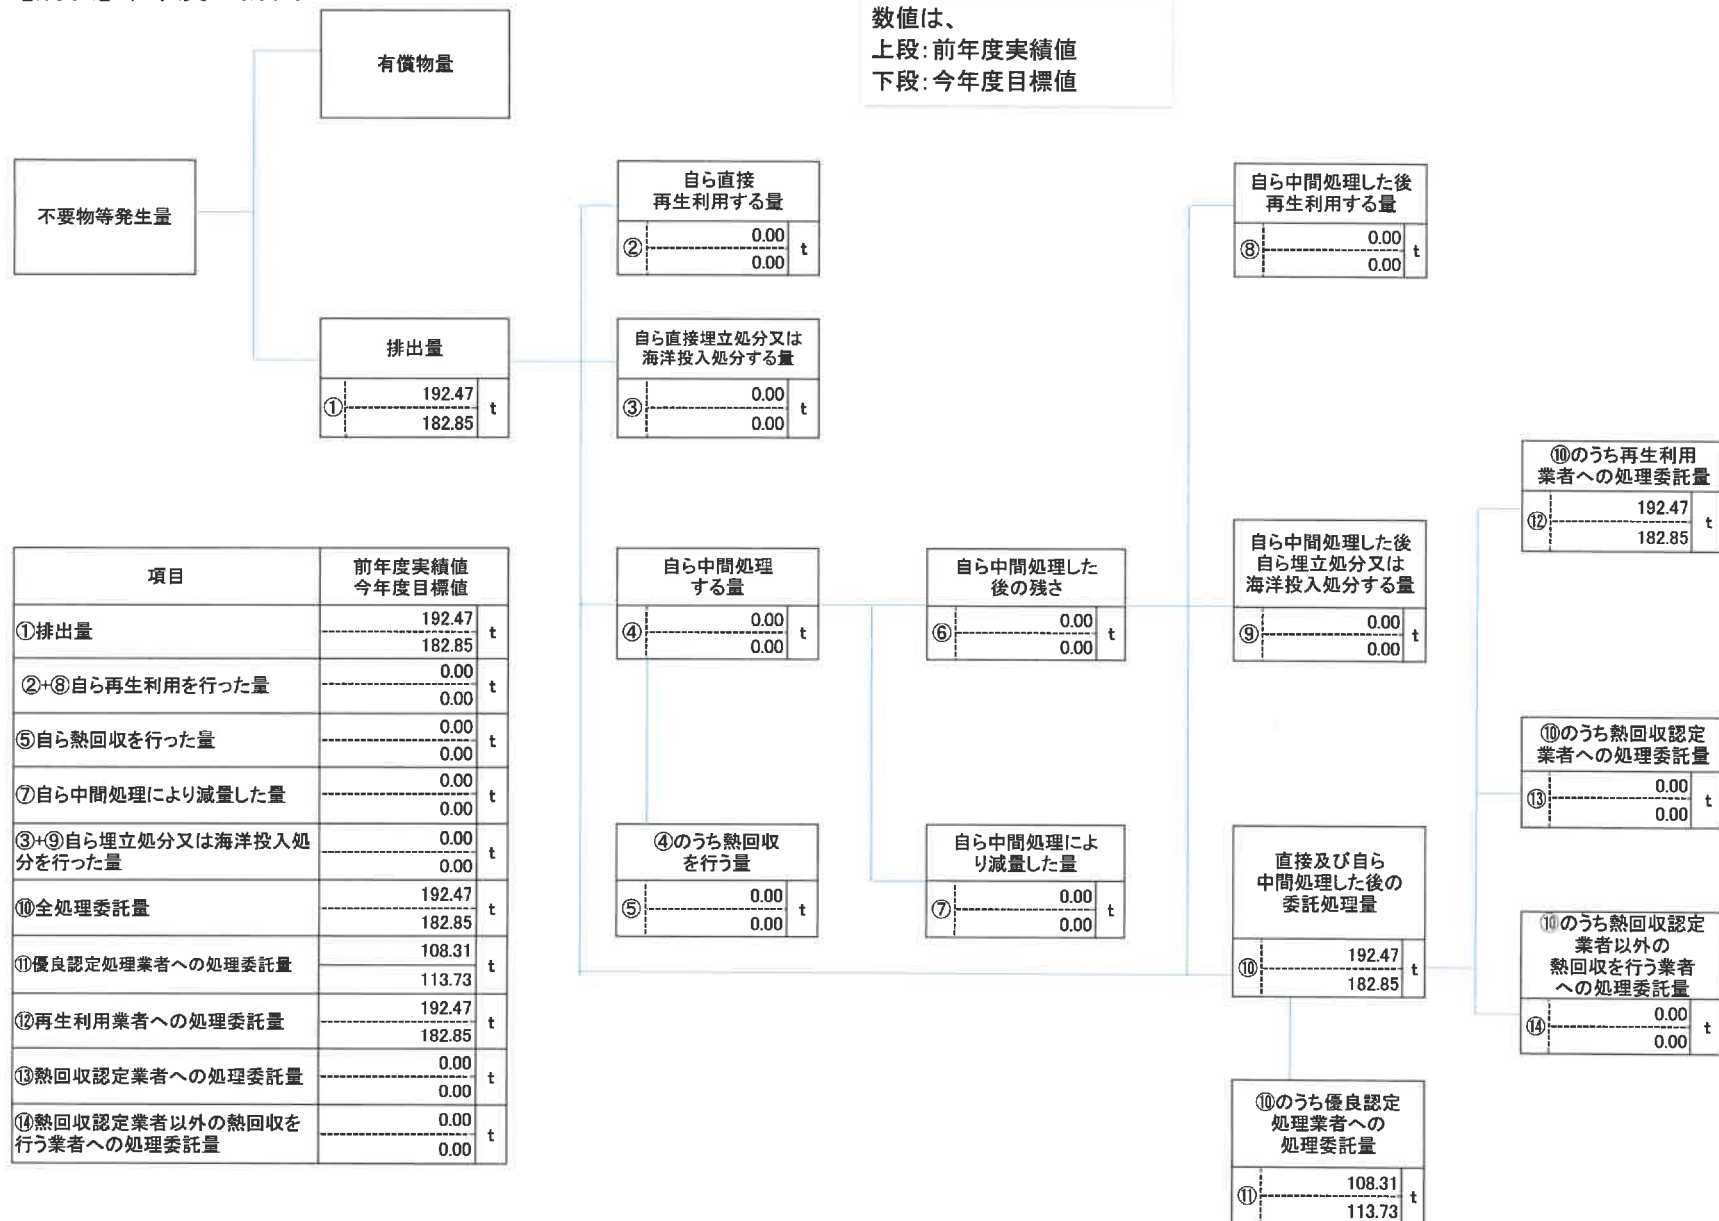 数値は、
上段:前年度実績値
下段:今年度目標値
有償物量
不要物等発生量
排出量
① 192.47 t
182.85
自ら直接
再生利用する量
② 0.00 t
0.00
自ら直接埋立処分又は
海洋投入処分する量
③ 0.00 t
0.00
自ら中間処理した後
再生利用する量
⑧ 0.00 t
0.00
自ら中間処理
する量
④ 0.00 t
0.00
自ら中間処理した
後の残さ
⑥ 0.00 t
0.00
自ら中間処理した後
自ら埋立処分又は
海洋投入処分する量
⑨ 0.00 t
0.00
④のうち熱回収
を行う量
⑤ 0.00 t
0.00
自ら中間処理によ
り減量した量
⑦ 0.00 t
0.00
直接及び自ら
中間処理した後の
委託処理量
⑩ 192.47 t
182.85
⑩のうち優良認定
処理業者への
処理委託量
⑪ 108.31 t
113.73
⑩のうち再生利用
業者への処理委託量
⑫ 192.47 t
182.85
⑩のうち熱回収認定
業者への処理委託量
⑬ 0.00 t
0.00
⑩のうち熱回収認定
業者以外の
熱回収を行う業者
への処理委託量
⑭ 0.00 t
0.00
項目
前年度実績値
今年度目標値
①排出量 192.47 t
182.85
②+⑧自ら再生利用を行った量 0.00 t
0.00
⑤自ら熱回収を行った量 0.00 t
0.00
⑦自ら中間処理により減量した量 0.00 t
0.00
③+⑨自ら埋立処分又は海洋投入処
分を行った量 0.00 t
0.00
⑩全処理委託量 192.47 t
182.85
⑪優良認定処理業者への処理委託量 108.31 t
113.73
⑫再生利用業者への処理委託量 192.47 t
182.85
⑬熱回収認定業者への処理委託量 0.00 t
0.00
⑭熱回収認定業者以外の熱回収を
行う業者への処理委託量 0.00 t
0.00